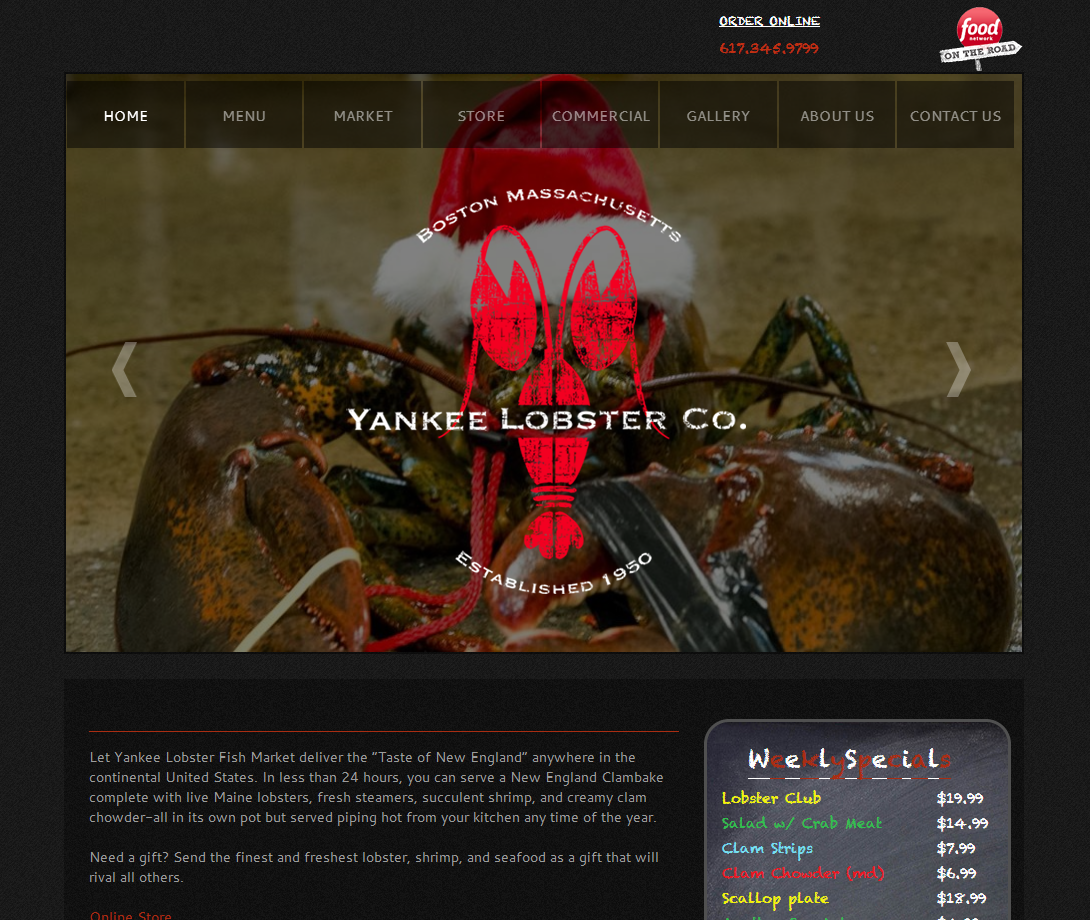 ORDER ONLINE
617.345.9799
food
network
ON THE ROAD
HOME MENU MARKET STORE COMMERCIAL GALLERY ABOUT US CONTACT US
BOSTON MASSACHUSETTS
YANKEE LOBSTER CO.
ESTABLISHED 1950
Let Yankee Lobster Fish Market deliver the "Taste of New England" anywhere in the
continental United States. In less than 24 hours, you can serve a New England Clambake
complete with live Maine lobsters, fresh steamers, succulent shrimp, and creamy clam
chowder-all in its own pot but served piping hot from your kitchen any time of the year.
Need a gift? Send the finest and freshest lobster, shrimp, and seafood as a gift that will
rival all others.
Online Store
WeeklySpecials
Lobster Club $19.99
Salad w/ Crab Meat $14.99
Clam Strips $7.99
Clam Chowder (md) $6.99
Scallop plate $18.99